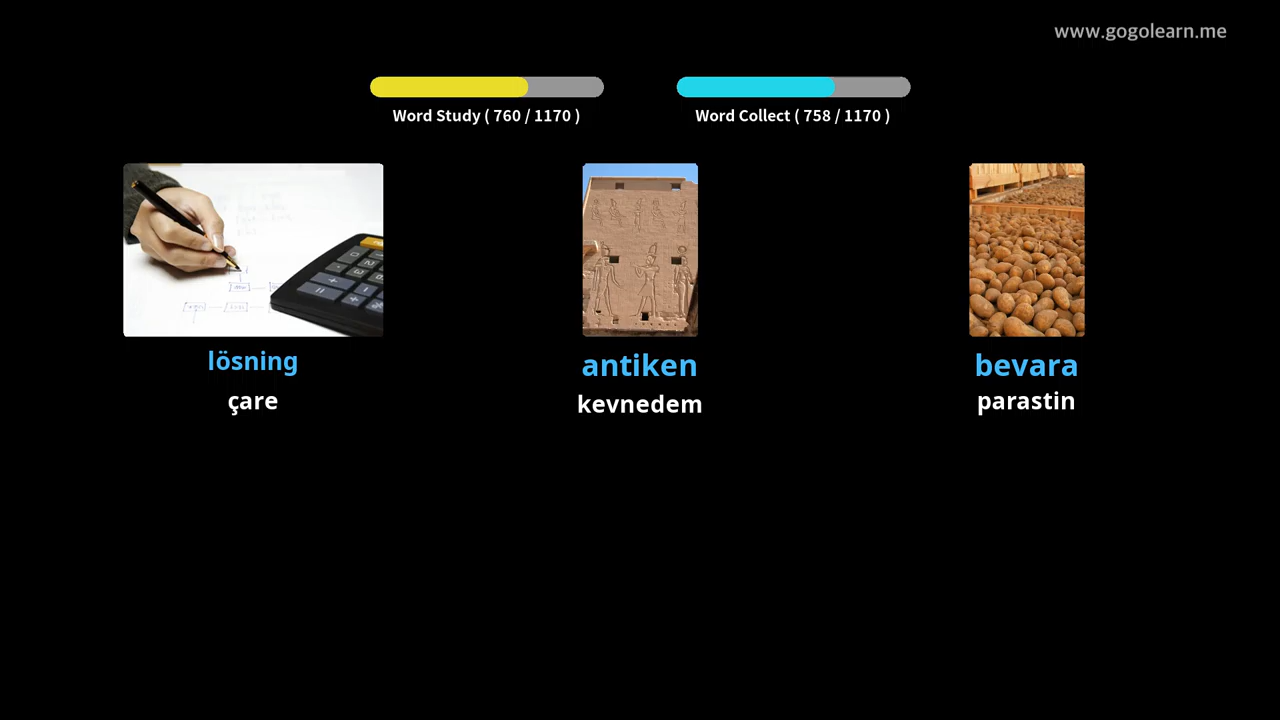 www.gogolearn.me
Word Study ( 760 / 1170 )
Word Collect ( 758 / 1170 )
lösning
antiken
bevara
çare
kevnedem
parastin